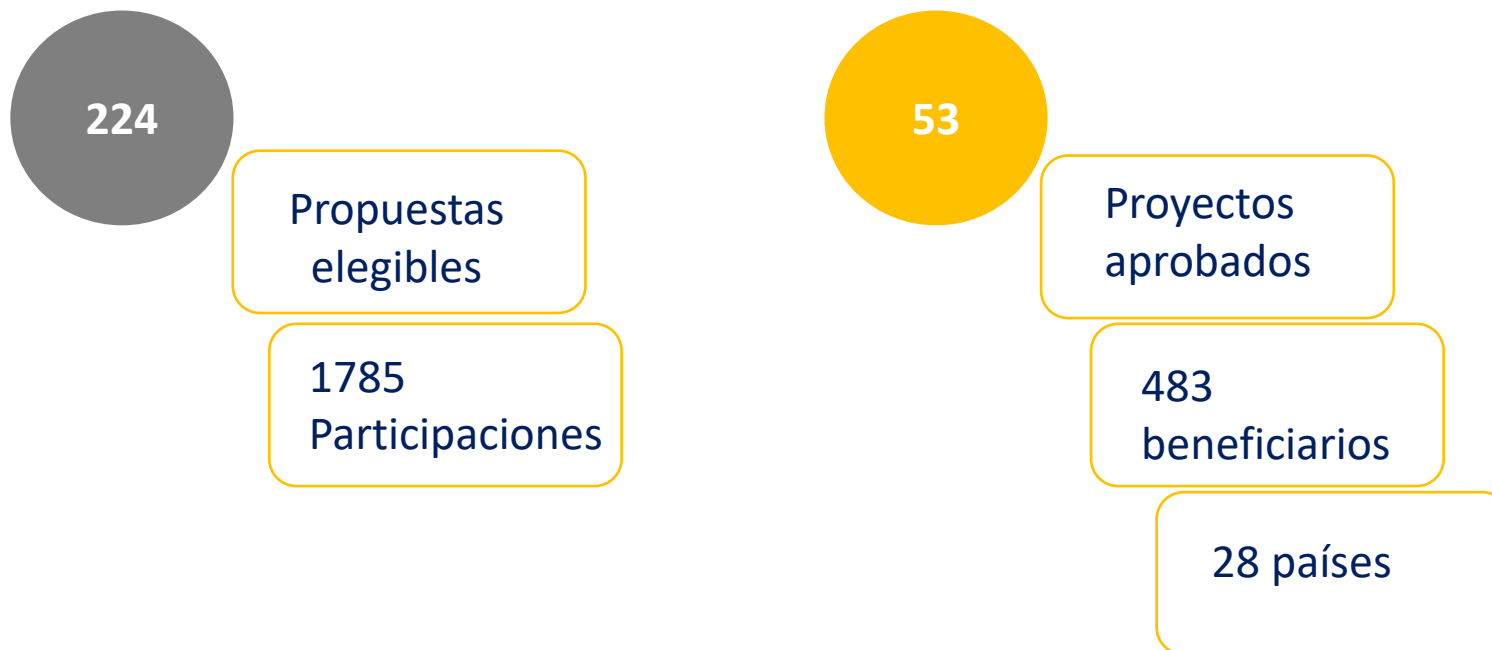 224
Propuestas
elegibles
1785
Participaciones
53
Proyectos
aprobados
483
beneficiarios
28 países